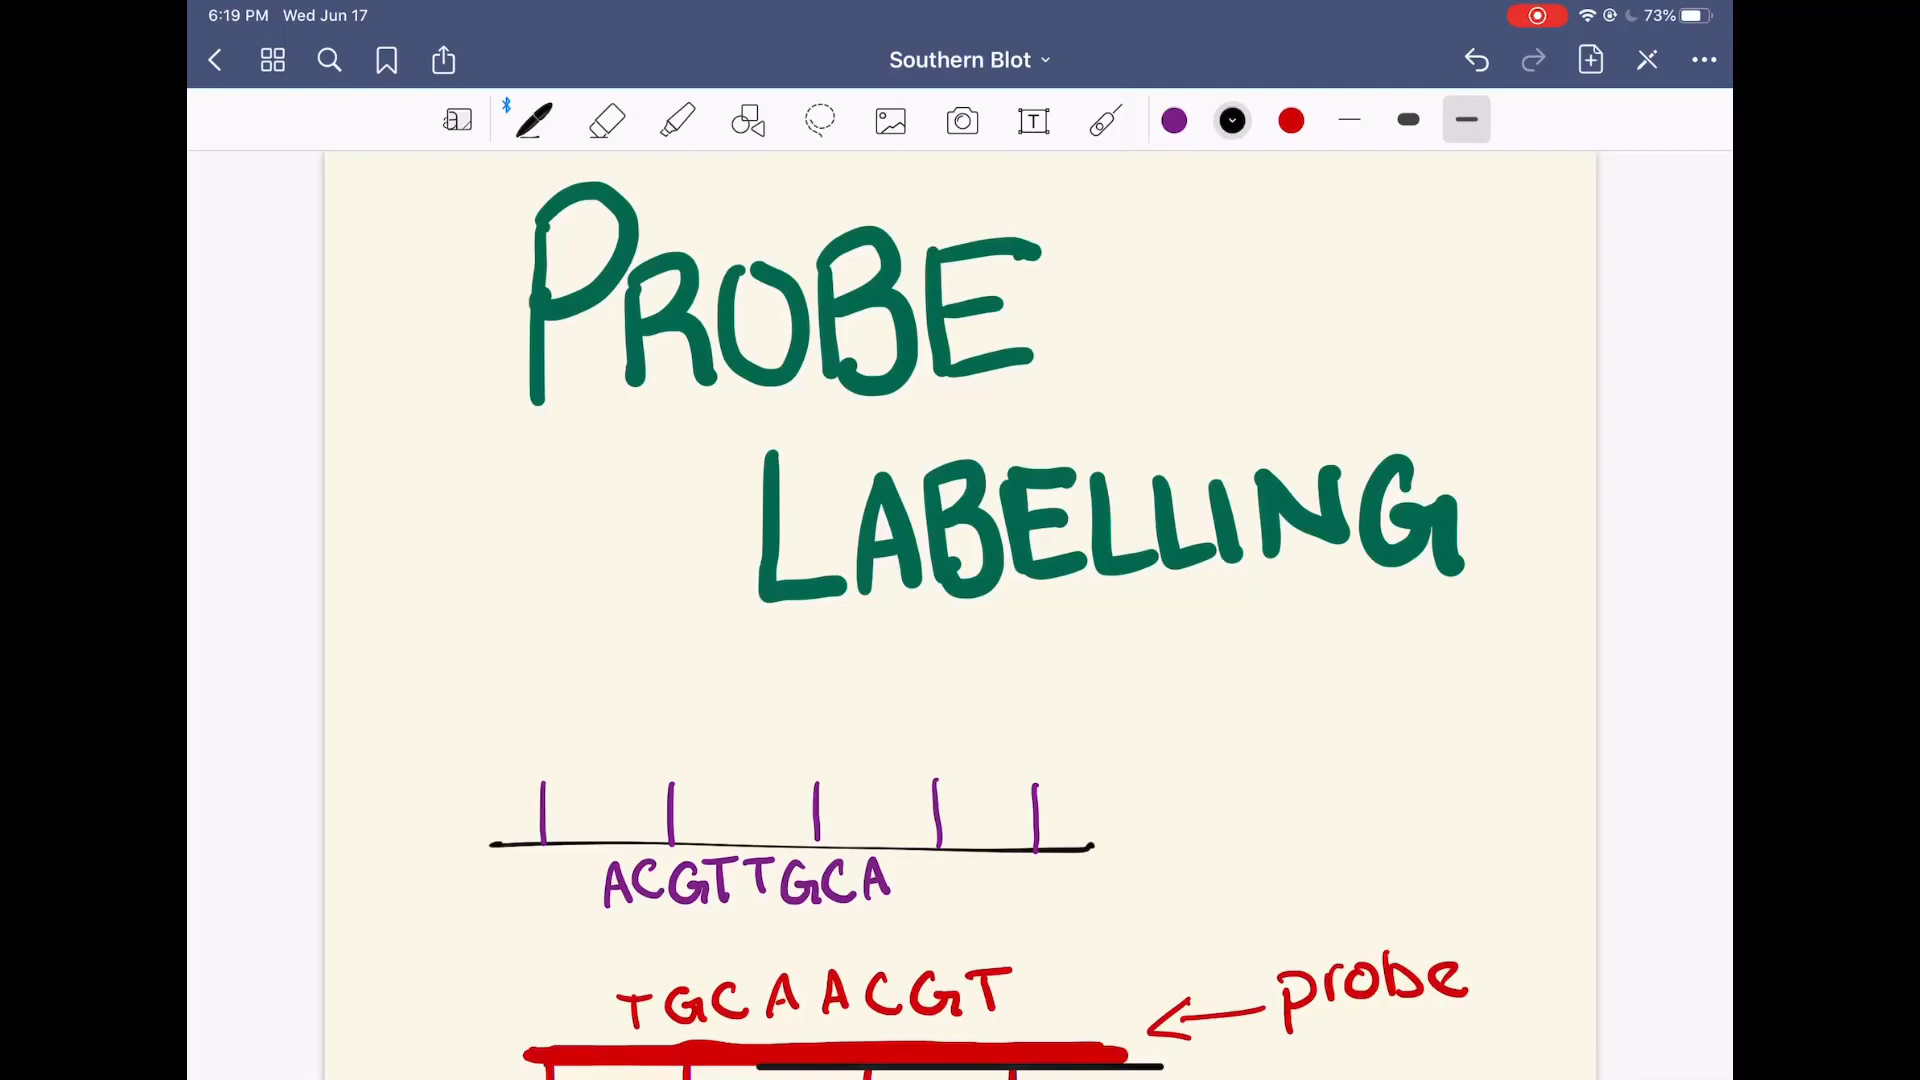 6:19 PM Wed Jun 17
73%
Southern Blot
a
T
PROBE
LABELLING
ACGTTGCA
TGCAACGT
probe